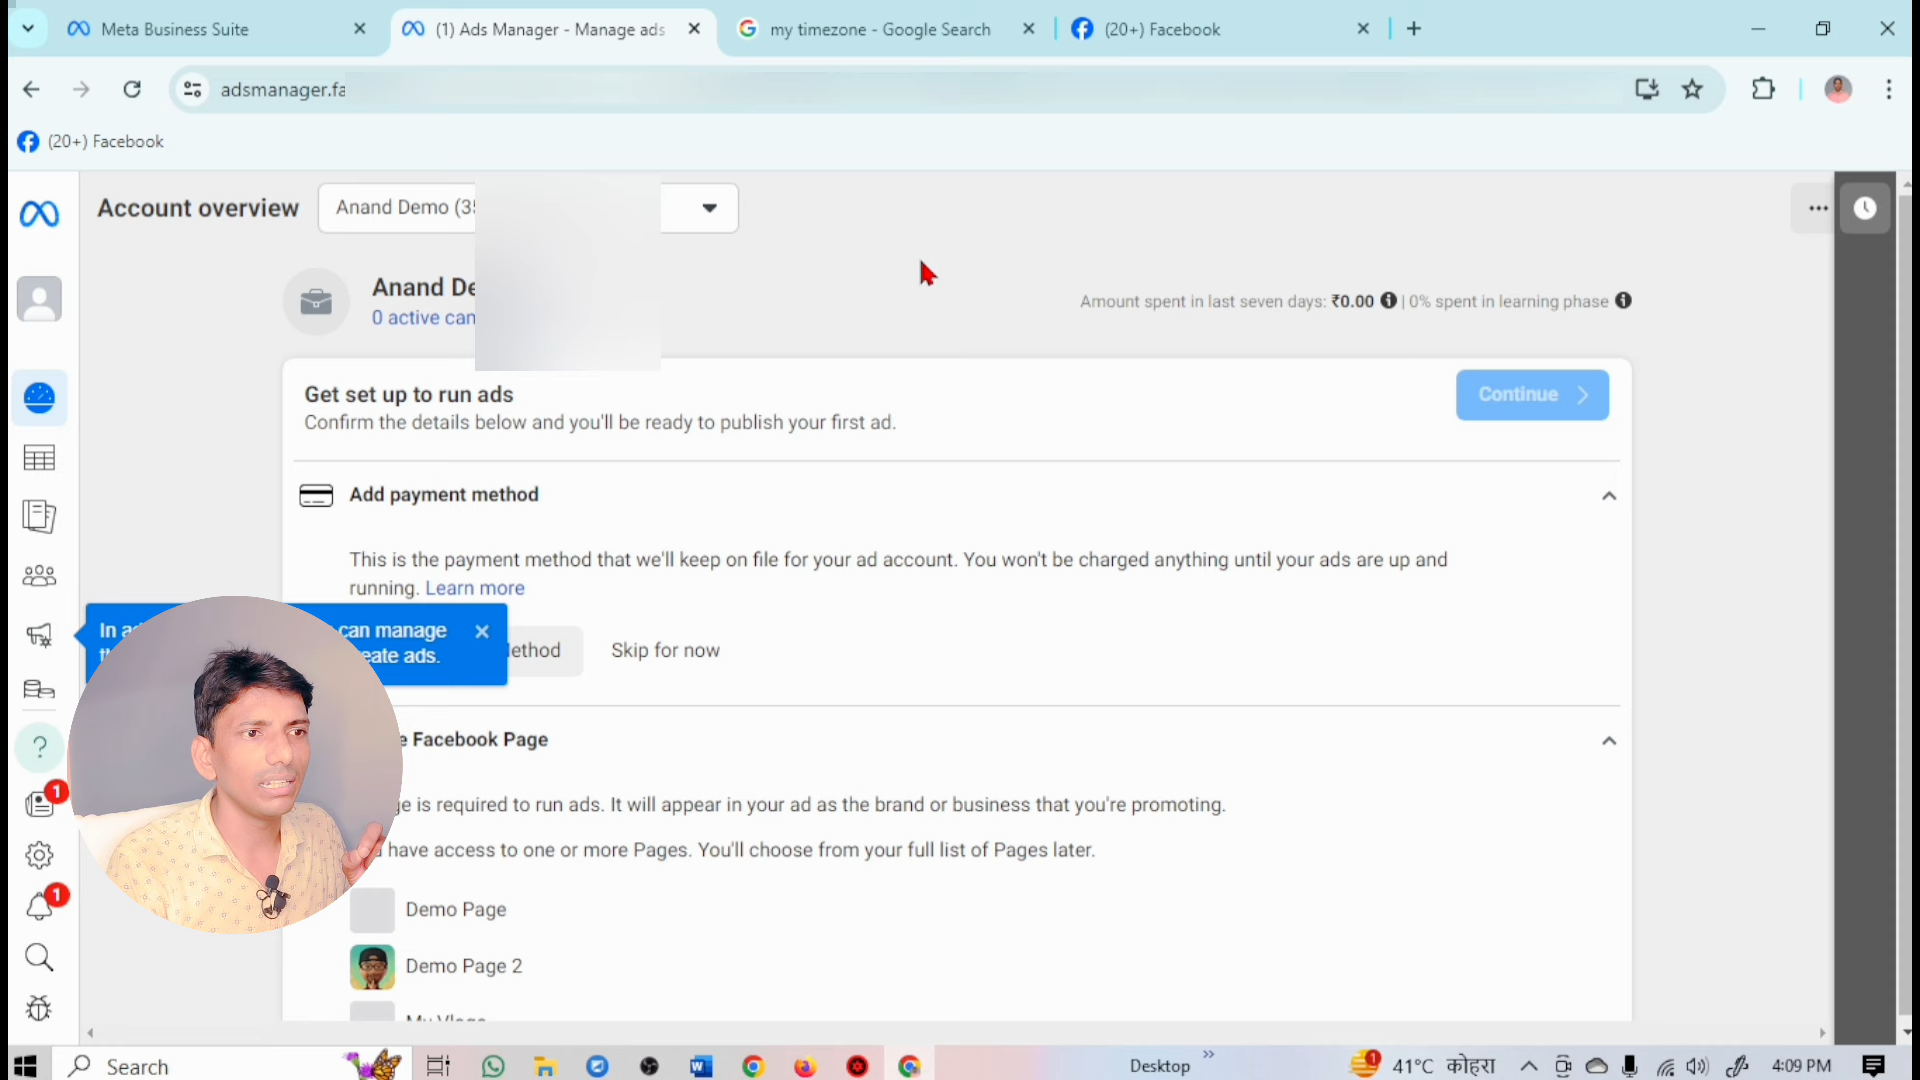 Meta Business Suite
(1) Ads Manager - Manage ads
my timezone - Google Search
(20+) Facebook
adsmanager.fa
(20+) Facebook
Account overview
Anand Demo (35
Anand De
0 active can
Amount spent in last seven days: ₹0.00 | 0% spent in learning phase
Get set up to run ads
Confirm the details below and you'll be ready to publish your first ad.
Continue
Add payment method
This is the payment method that we'll keep on file for your ad account. You won't be charged anything until your ads are up and
running. Learn more
In a can manage
eate ads.
ethod
Skip for now
e Facebook Page
ge is required to run ads. It will appear in your ad as the brand or business that you're promoting.
have access to one or more Pages. You'll choose from your full list of Pages later.
Demo Page
Demo Page 2
?
1
1
Search
Desktop
1
41°C कोहरा
4:09 PM